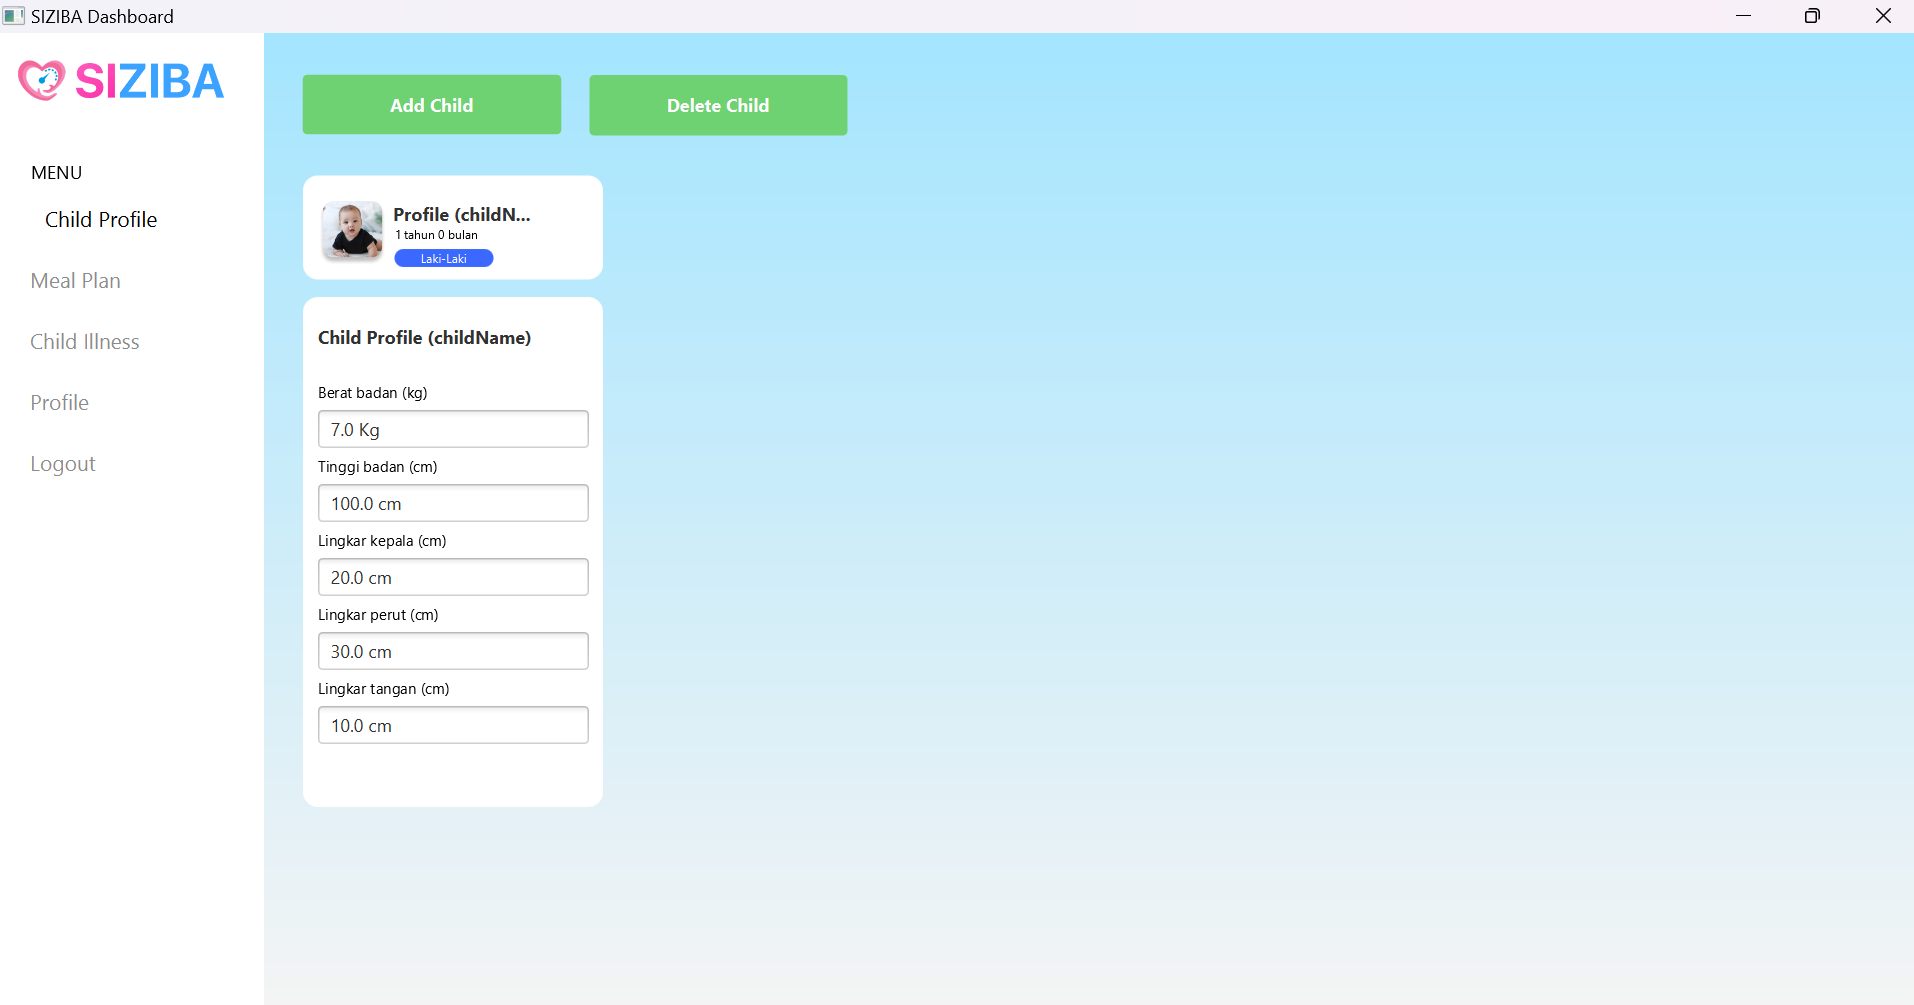 SIZIBA Dashboard
SIZIBA
MENU
Child Profile
Meal Plan
Child Illness
Profile
Logout
Add Child
Delete Child
Profile (childN...
1 tahun 0 bulan
Laki-Laki
Child Profile (childName)
Berat badan (kg)
7.0 Kg
Tinggi badan (cm)
100.0 cm
Lingkar kepala (cm)
20.0 cm
Lingkar perut (cm)
30.0 cm
Lingkar tangan (cm)
10.0 cm